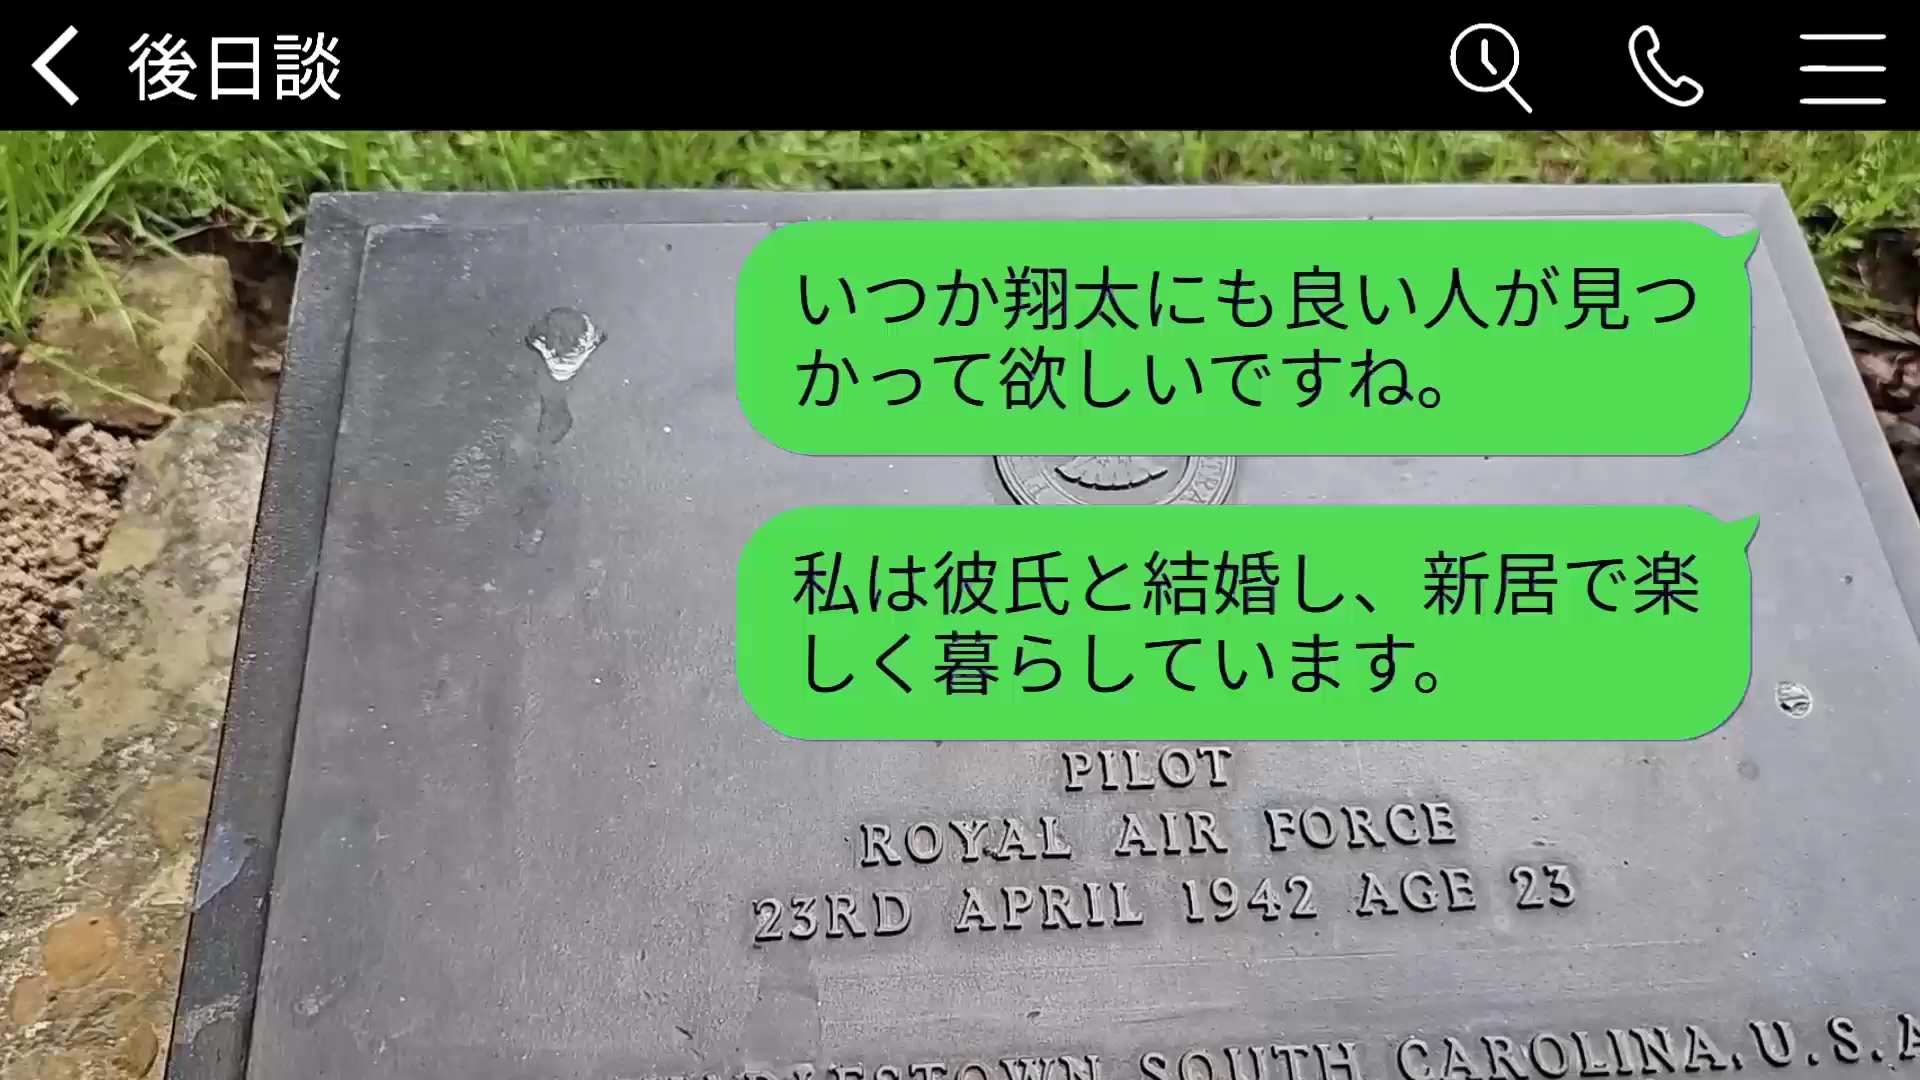 後日談
いつか翔太にも良い人が見つ
かって欲しいですね。
私は彼氏と結婚し、新居で楽
しく暮らしています。
PILOT
ROYAL AIR FORCE
23RD APRIL 1942 AGE 23
SOUTH CAROLINA, U.S.A